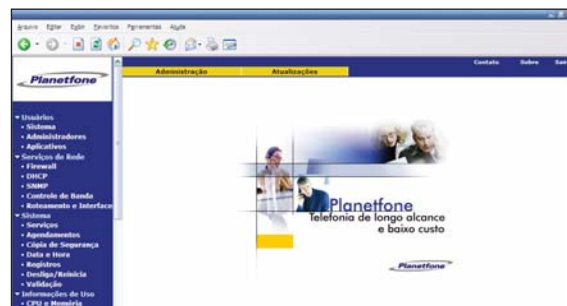 Arquivo Editar Exibir Favoritos Ferramentas Ajuda
Contato Sobre Sair
Planetfone
Administração Atualizações
Usuários
Sistema
Administradores
Aplicativos
Serviços de Rede
Firewall
DHCP
SNMP
Controle de Banda
Roteamento e Interface
Sistema
Serviços
Agendamentos
Cópia de Segurança
Data e Hora
Registros
Desliga/Reinicia
Validação
Informações de Uso
CPU e Memória
Planetfone
Telefonia de longo alcance
e baixo custo
Planetfone